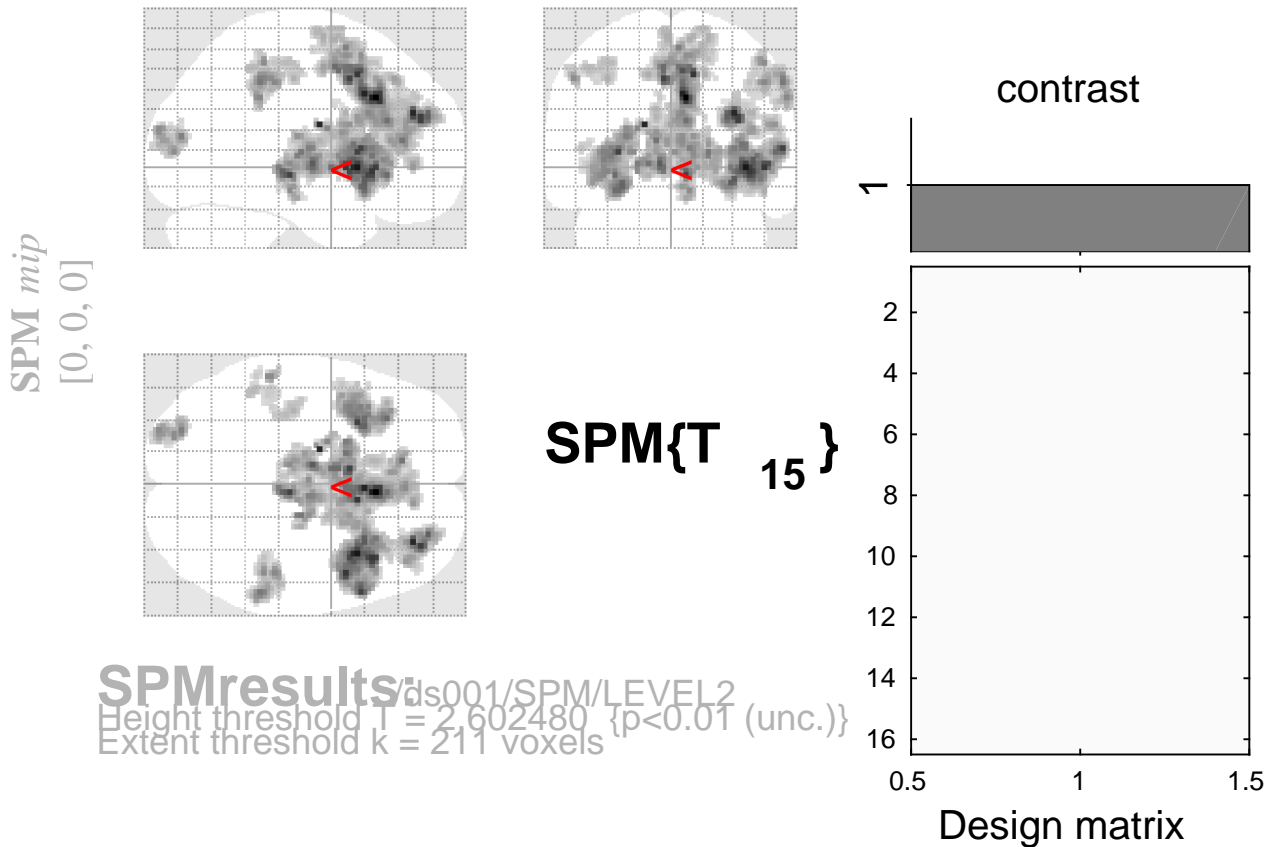 contrast
1
SPM mip
[0, 0, 0]
<
<
<
SPM{T 15}
2
4
6
8
10
12
14
16
0.5 1 1.5
Design matrix
SPMresults: /ds001/SPM/LEVEL2
Height threshold T = 2.602480 {p<0.01 (unc.)}
Extent threshold k = 211 voxels